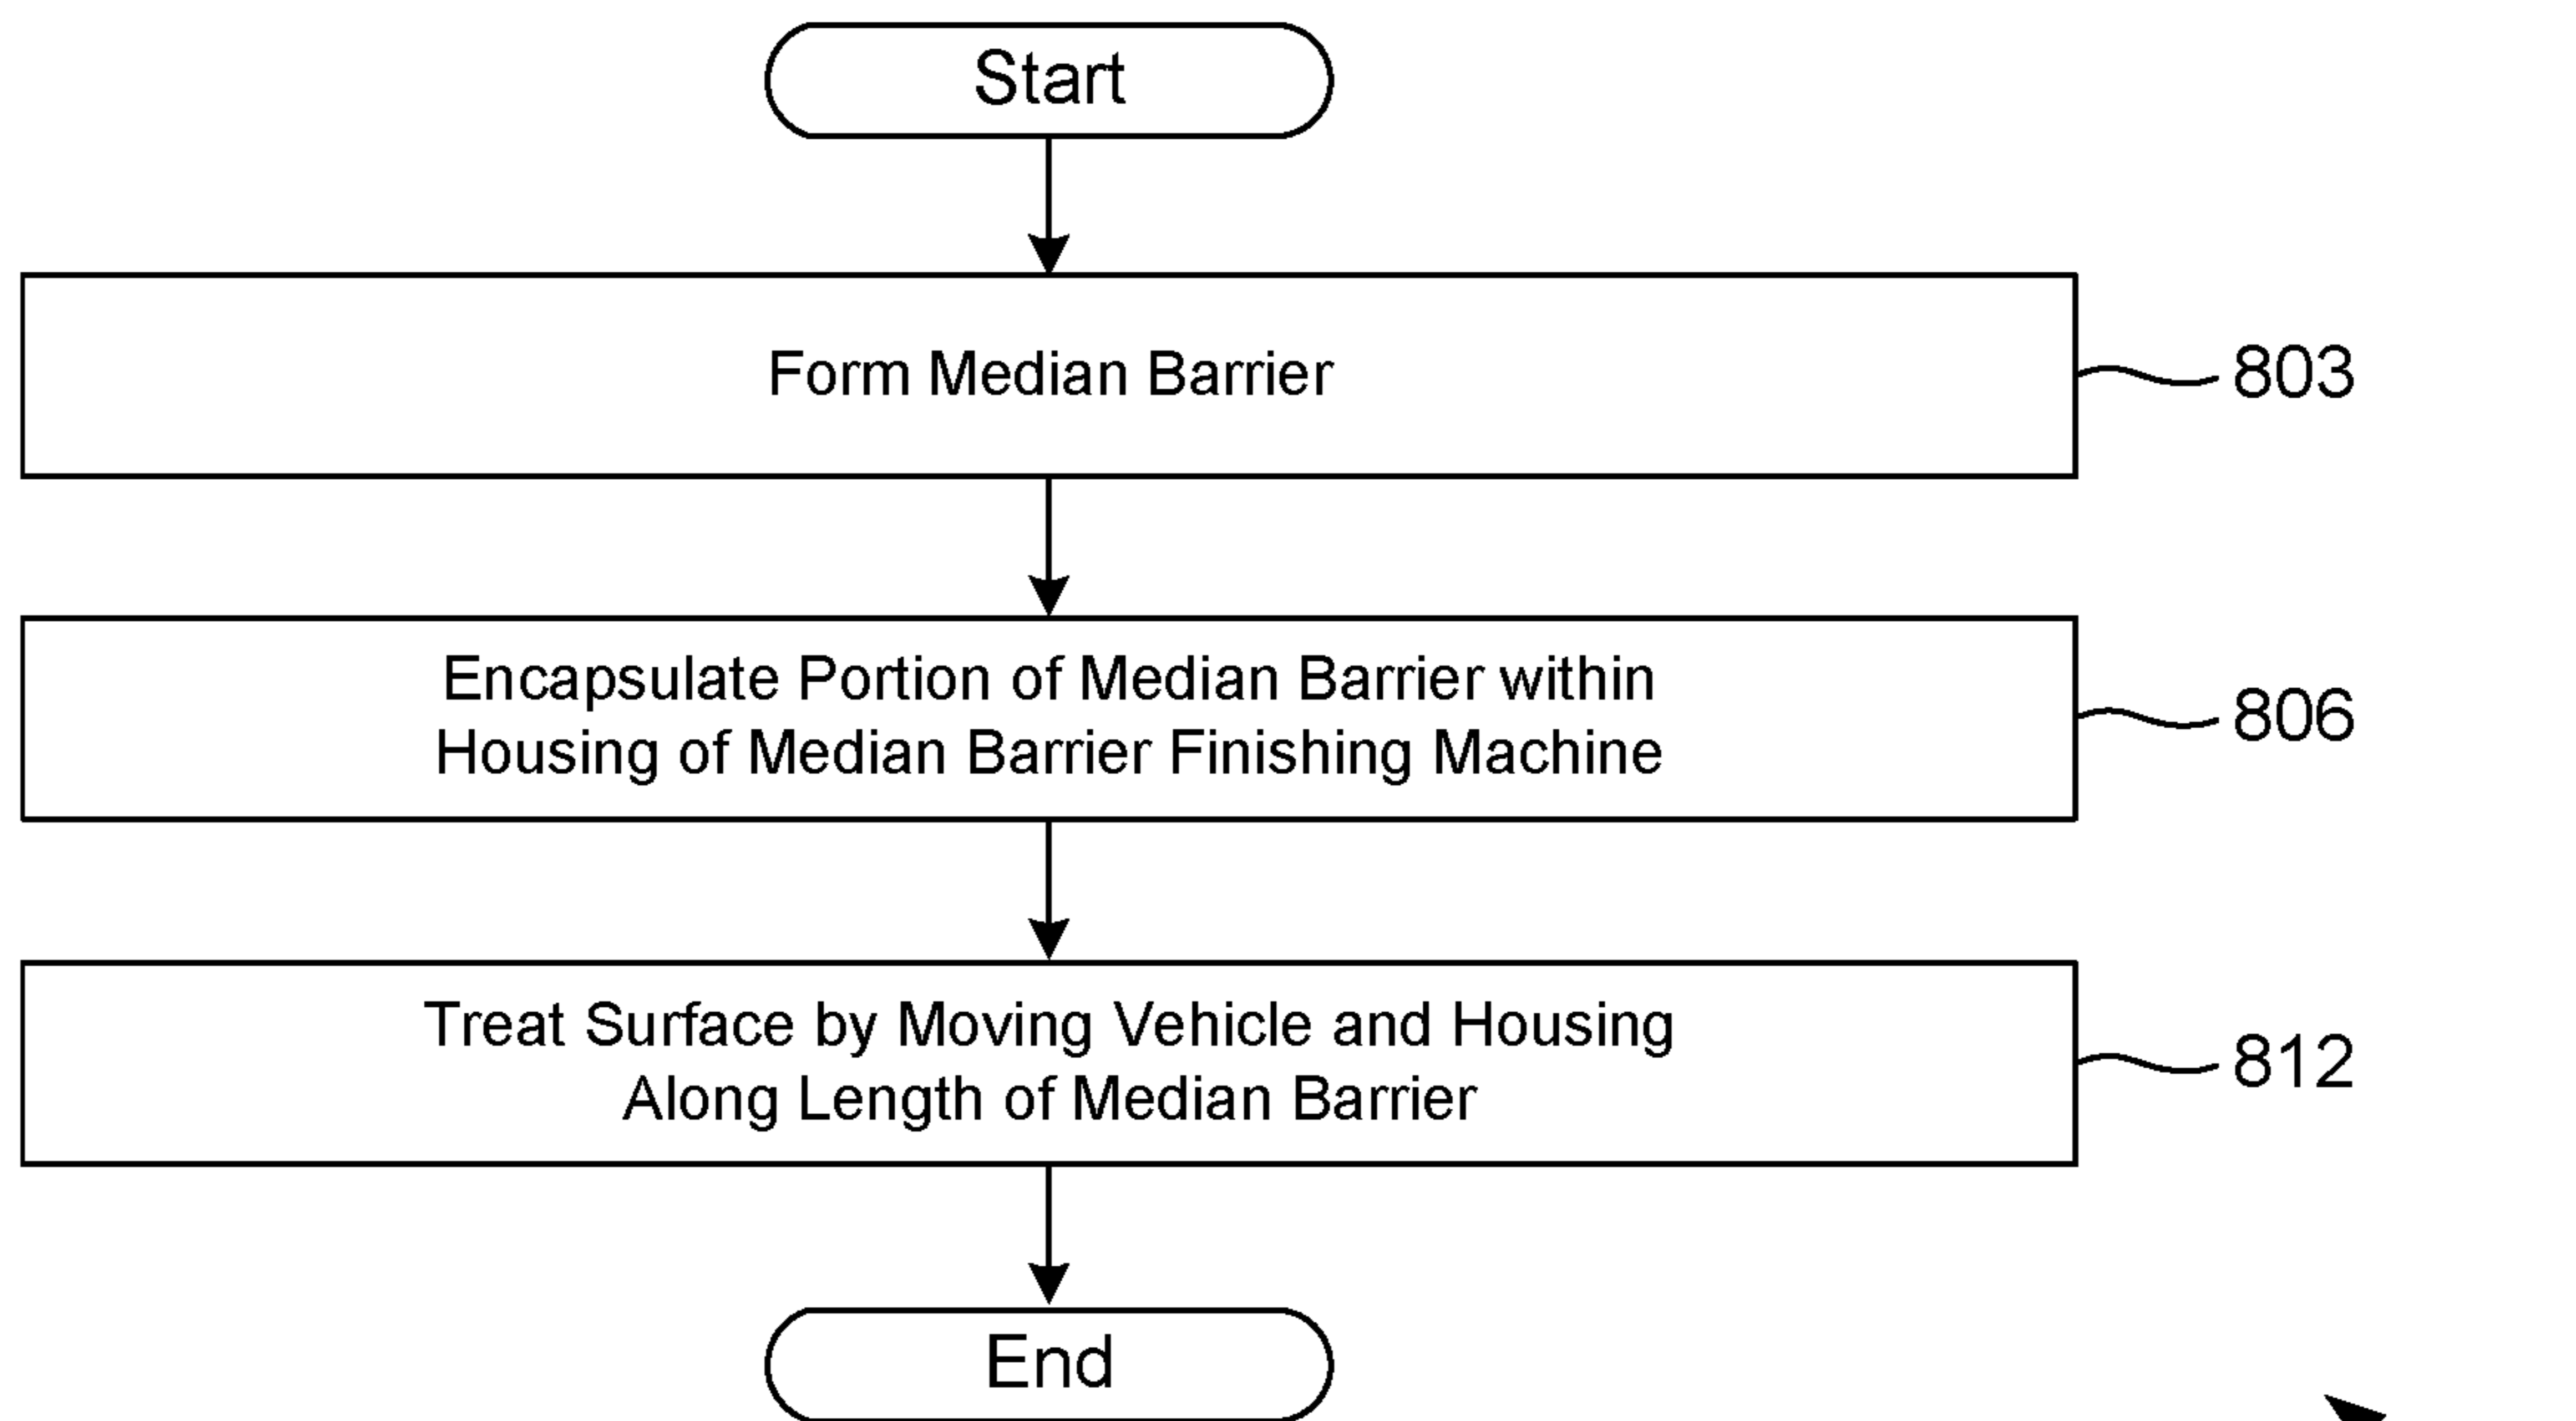 Start
Form Median Barrier
803
Encapsulate Portion of Median Barrier within
Housing of Median Barrier Finishing Machine
806
Treat Surface by Moving Vehicle and Housing
Along Length of Median Barrier
812
End